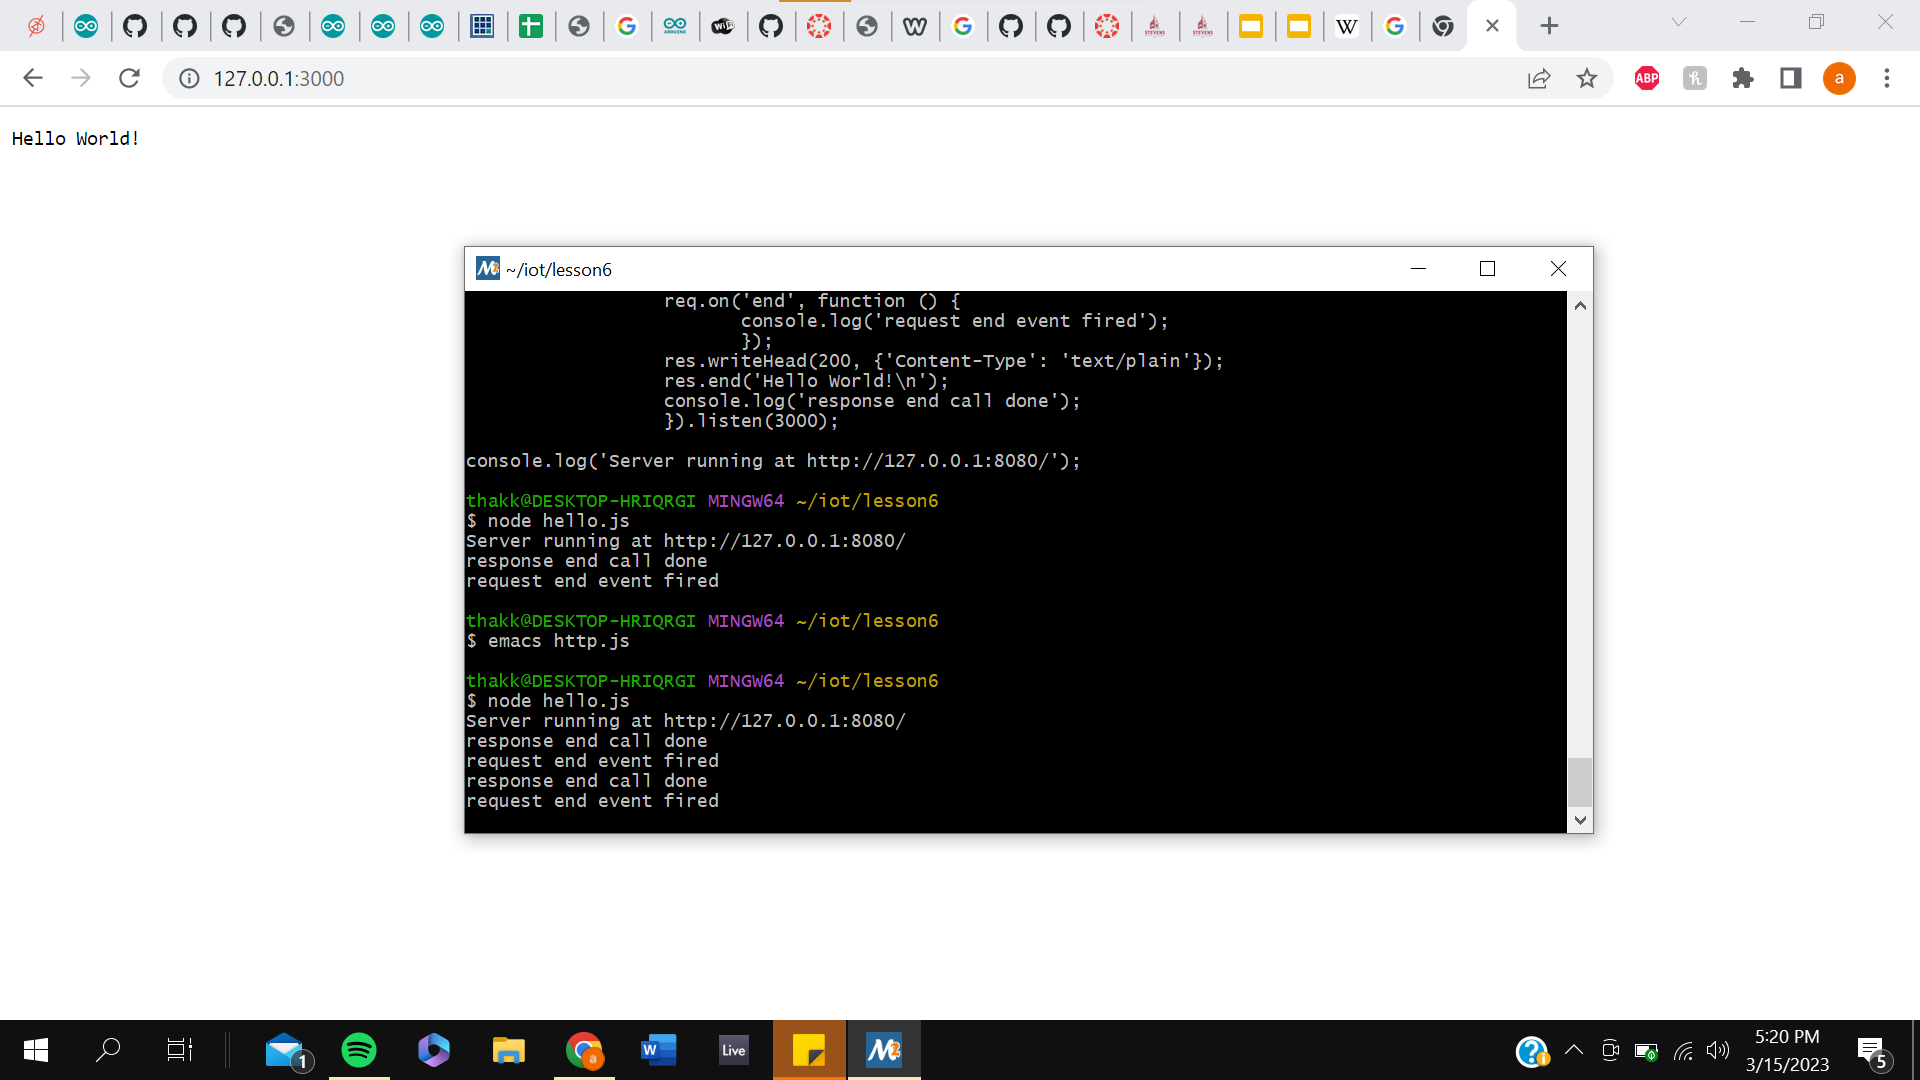 127.0.0.1:3000
ABP
a
Hello World!
~/iot/lesson6
req.on('end', function () {
console.log('request end event fired');
});
res.writeHead(200, {'Content-Type': 'text/plain'});
res.end('Hello World!\n');
console.log('response end call done');
}).listen(3000);
console.log('Server running at http://127.0.0.1:8080/');
thakk@DESKTOP-HRIQRGI MINGW64 ~/iot/lesson6
$ node hello.js
Server running at http://127.0.0.1:8080/
response end call done
request end event fired
thakk@DESKTOP-HRIQRGI MINGW64 ~/iot/lesson6
$ emacs http.js
thakk@DESKTOP-HRIQRGI MINGW64 ~/iot/lesson6
$ node hello.js
Server running at http://127.0.0.1:8080/
response end call done
request end event fired
response end call done
request end event fired
1
a
W
Live
M2
5:20 PM
3/15/2023
5